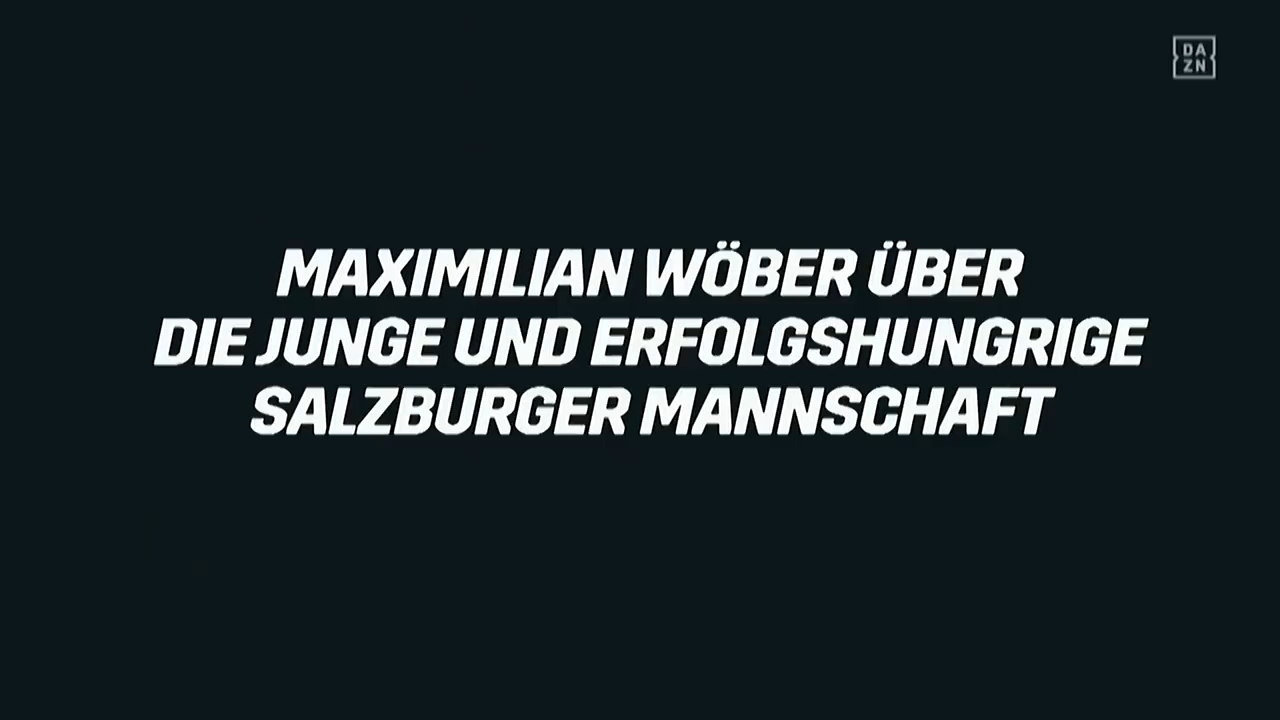 DA
ZN
MAXIMILIAN WÖBER ÜBER
DIE JUNGE UND ERFOLGSHUNGRIGE
SALZBURGER MANNSCHAFT